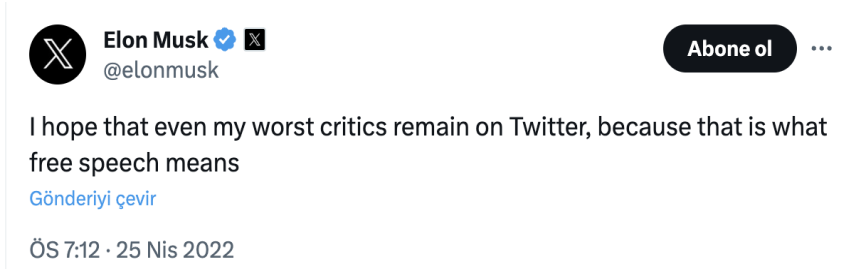 Elon Musk
@elonmusk
Abone ol
I hope that even my worst critics remain on Twitter, because that is what
free speech means
Gönderiyi çevir
ÖS 7:12 · 25 Nis 2022